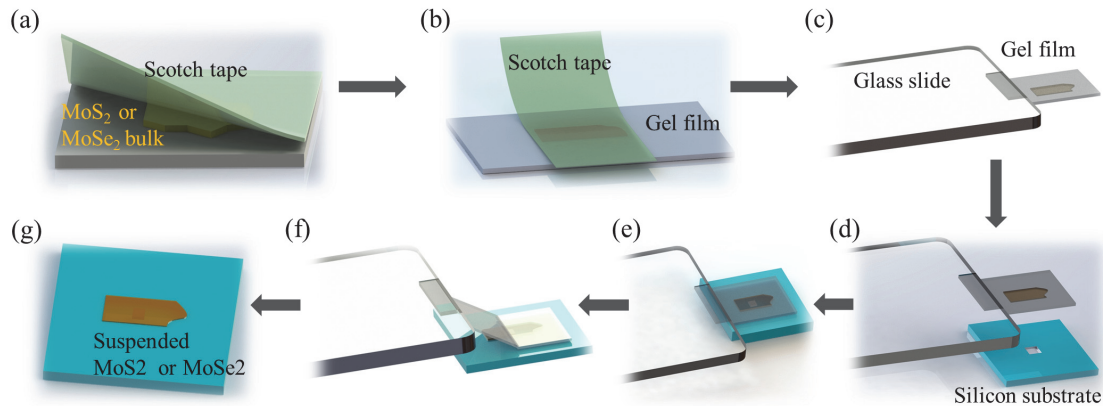 (a)
Scotch tape
MoS₂ or
MoSe₂ bulk
(b)
Scotch tape
Gel film
(c)
Gel film
Glass slide
(g)
Suspended
MoS2 or MoSe2
(f)
(e)
(d)
Silicon substrate